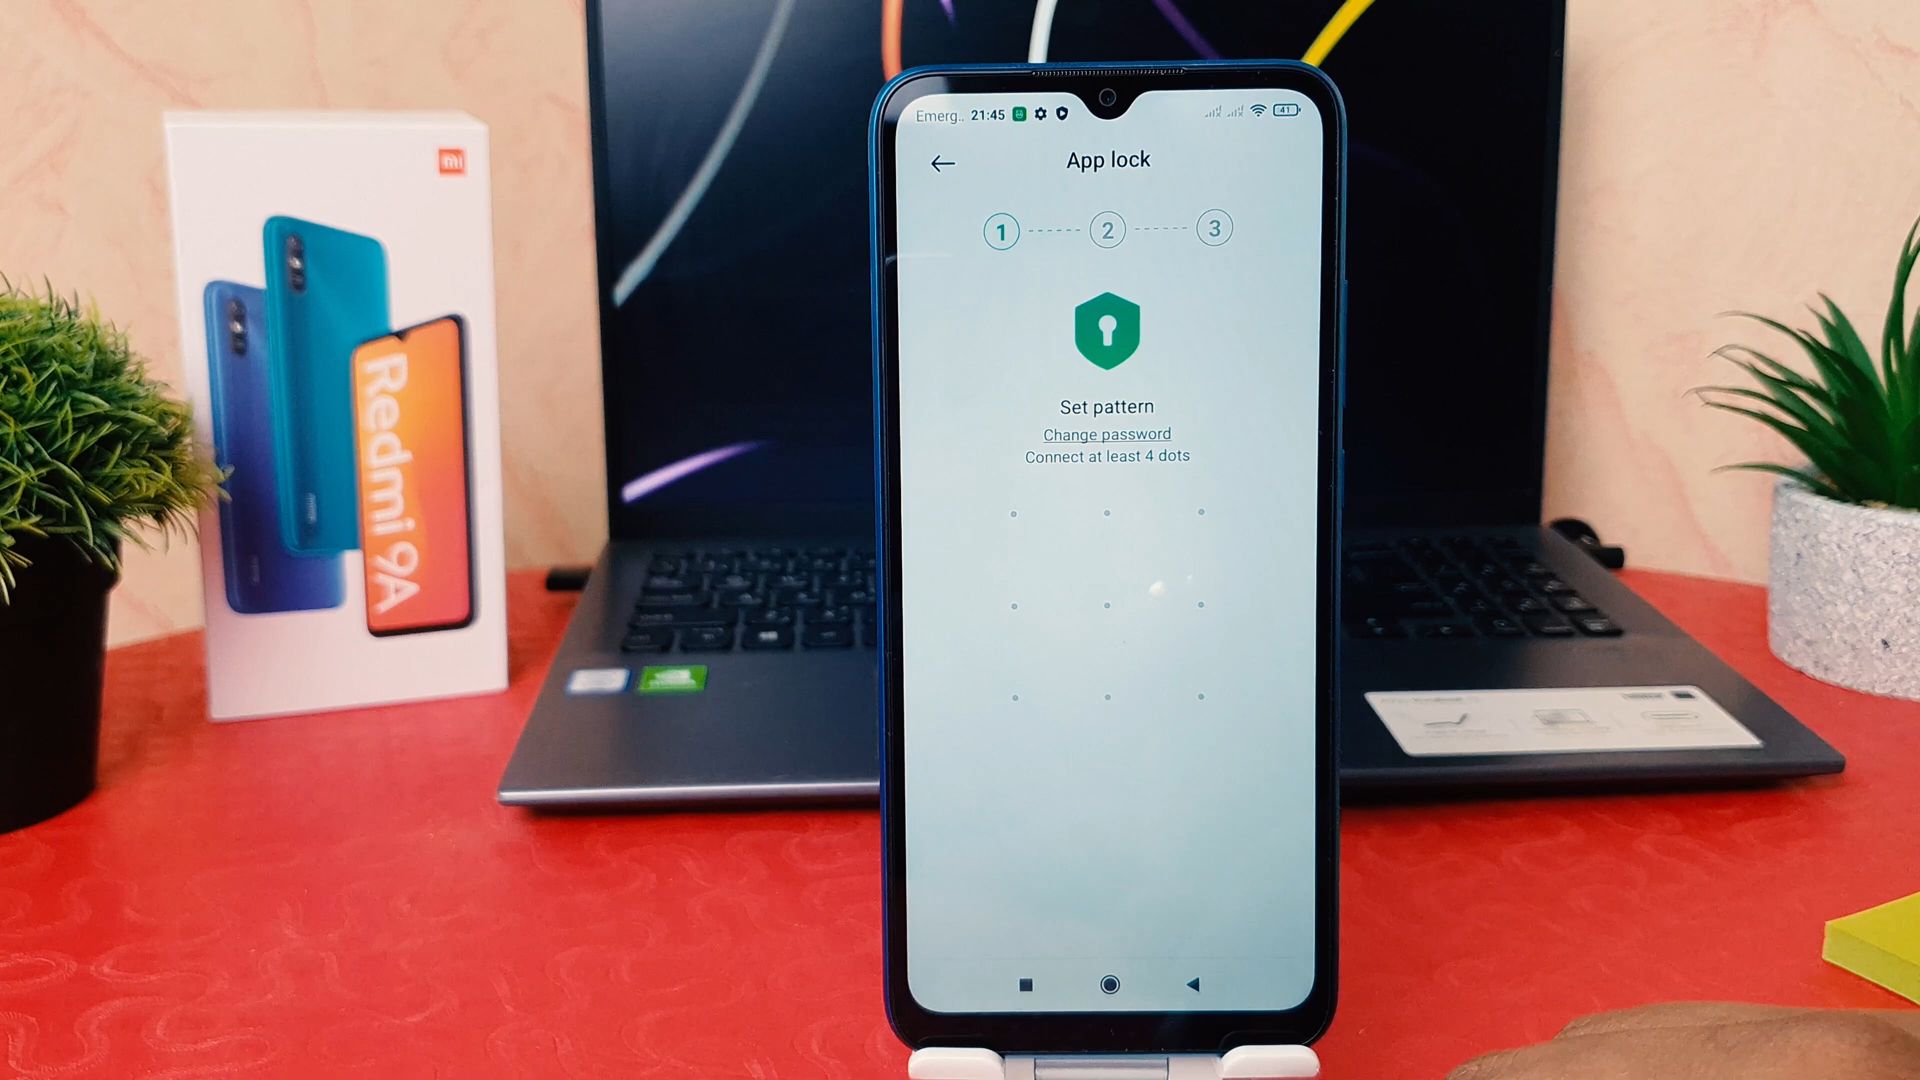 mi
Redmi 9A
Emerg.. 21:45
41
App lock
1 2 3
Set pattern
Change password
Connect at least 4 dots